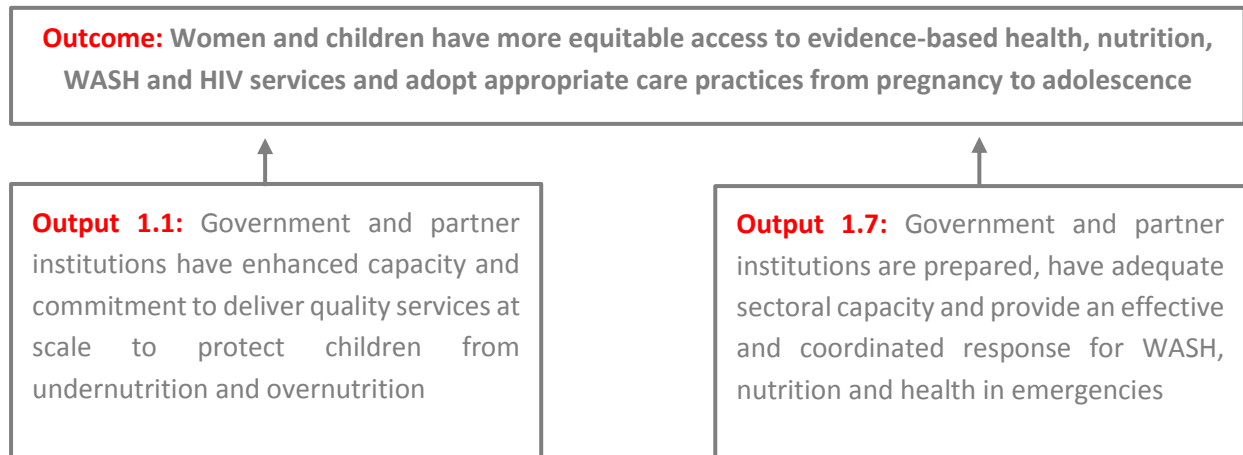 Outcome: Women and children have more equitable access to evidence-based health, nutrition,
WASH and HIV services and adopt appropriate care practices from pregnancy to adolescence
Output 1.1: Government and partner
institutions have enhanced capacity and
commitment to deliver quality services at
scale to protect children from
undernutrition and overnutrition
Output 1.7: Government and partner
institutions are prepared, have adequate
sectoral capacity and provide an effective
and coordinated response for WASH,
nutrition and health in emergencies